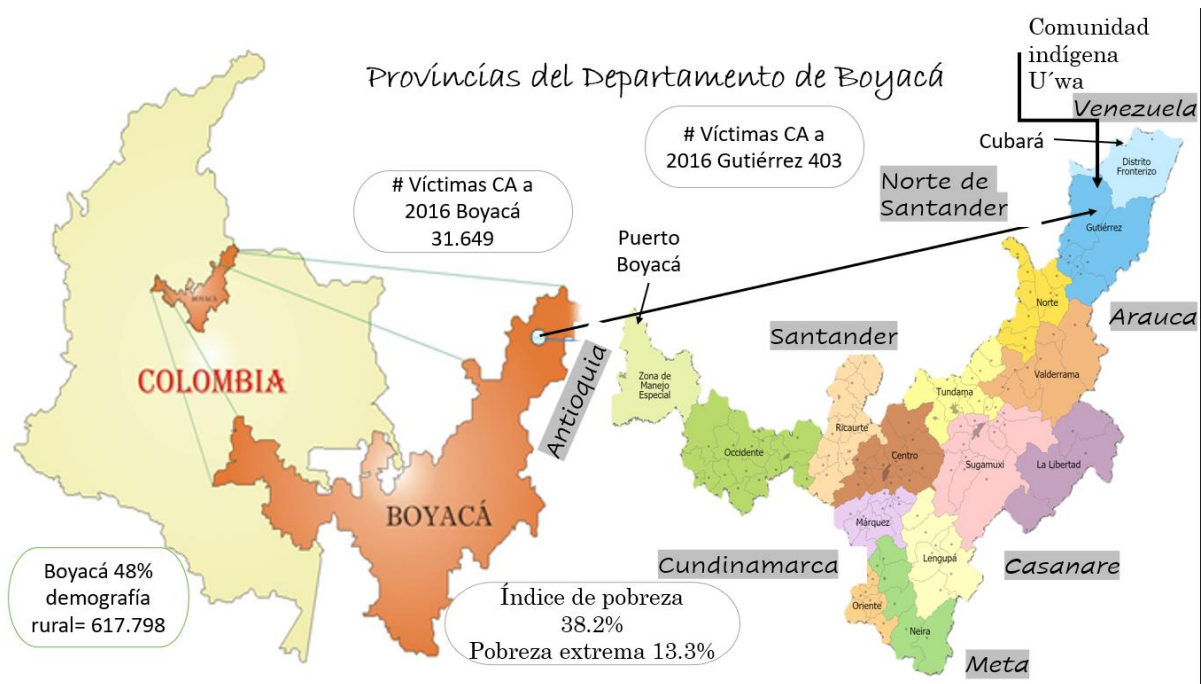 Provincias del Departamento de Boyacá
Comunidad
indígena
U´wa
Venezuela
# Víctimas CA a
2016 Gutiérrez 403
Cubará
Distrito
Fronterizo
# Víctimas CA a
2016 Boyacá
31.649
Norte de
Santander
Gutiérrez
Puerto
Boyacá
BOYACÁ
Norte
Arauca
Santander
COLOMBIA
Antioquia
Zona de
Manejo
Especial
Valderrama
Tundama
Ricaurte
Occidente
Centro
Sugamuxi
La Libertad
BOYACÁ
Márquez
Cundinamarca
Lengupá
Casanare
Boyacá 48%
demografía
rural= 617.798
Índice de pobreza
38.2%
Pobreza extrema 13.3%
Oriente
Neira
Meta